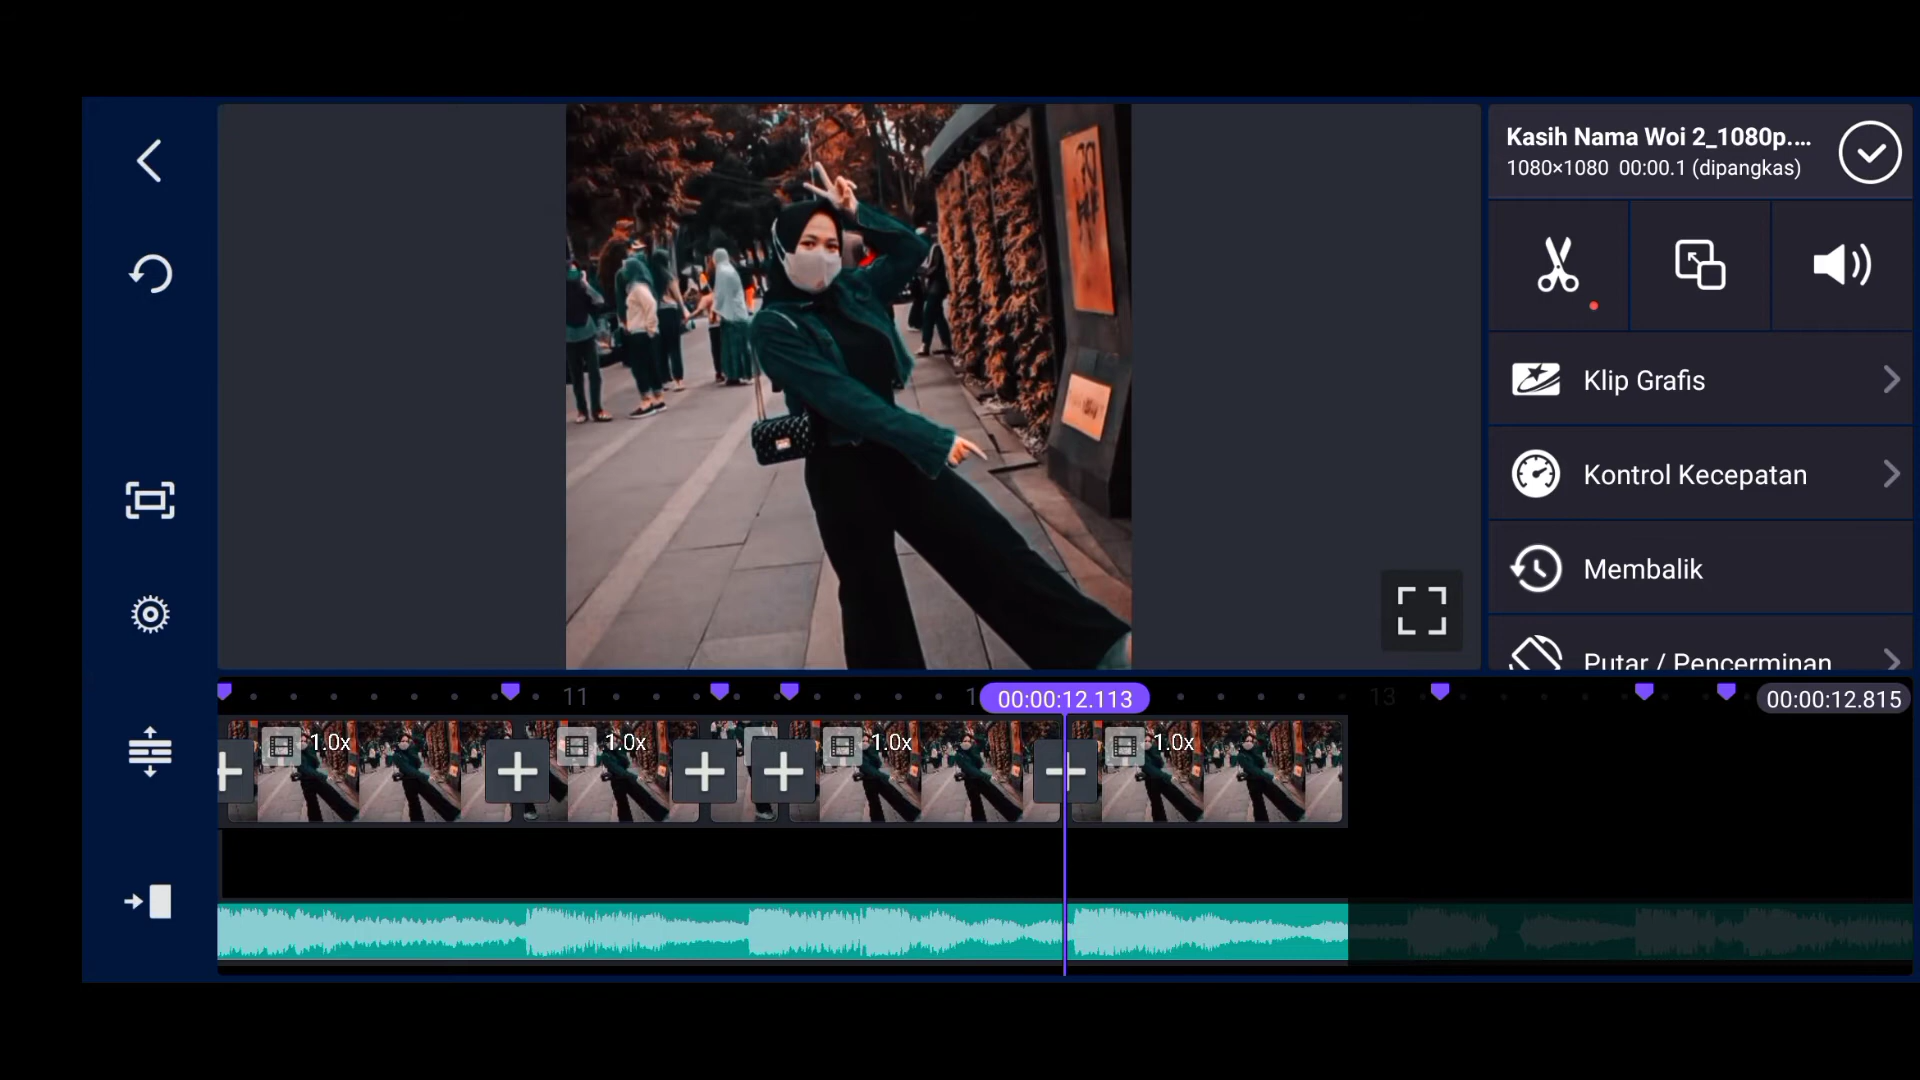 Kasih Nama Woi 2_1080p....
1080×1080 00:00.1 (dipangkas)
Klip Grafis
Kontrol Kecepatan
Membalik
Putar / Pencerminan
11
1
00:00:12.113
13
00:00:12.815
1.0x
1.0x
1.0x
1.0x